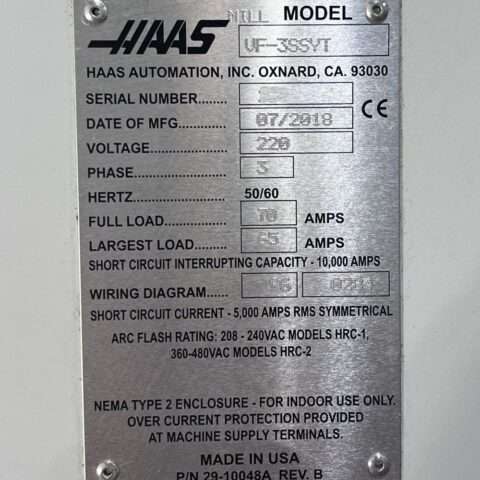 MILL MODEL
HAAS VF-3SSYT
HAAS AUTOMATION, INC. OXNARD, CA. 93030
SERIAL NUMBER........
DATE OF MFG........ 07/2018 CE
VOLTAGE........... 220
PHASE.............. 3
HERTZ 50/60
FULL LOAD......... 70 AMPS
LARGEST LOAD......... 65 AMPS
SHORT CIRCUIT INTERRUPTING CAPACITY - 10,000 AMPS
WIRING DIAGRAM......
SHORT CIRCUIT CURRENT - 5,000 AMPS RMS SYMMETRICAL
ARC FLASH RATING: 208 - 240VAC MODELS HRC-1,
360-480VAC MODELS HRC-2
NEMA TYPE 2 ENCLOSURE - FOR INDOOR USE ONLY.
OVER CURRENT PROTECTION PROVIDED
AT MACHINE SUPPLY TERMINALS.
MADE IN USA
P/N 29-10048A REV. B